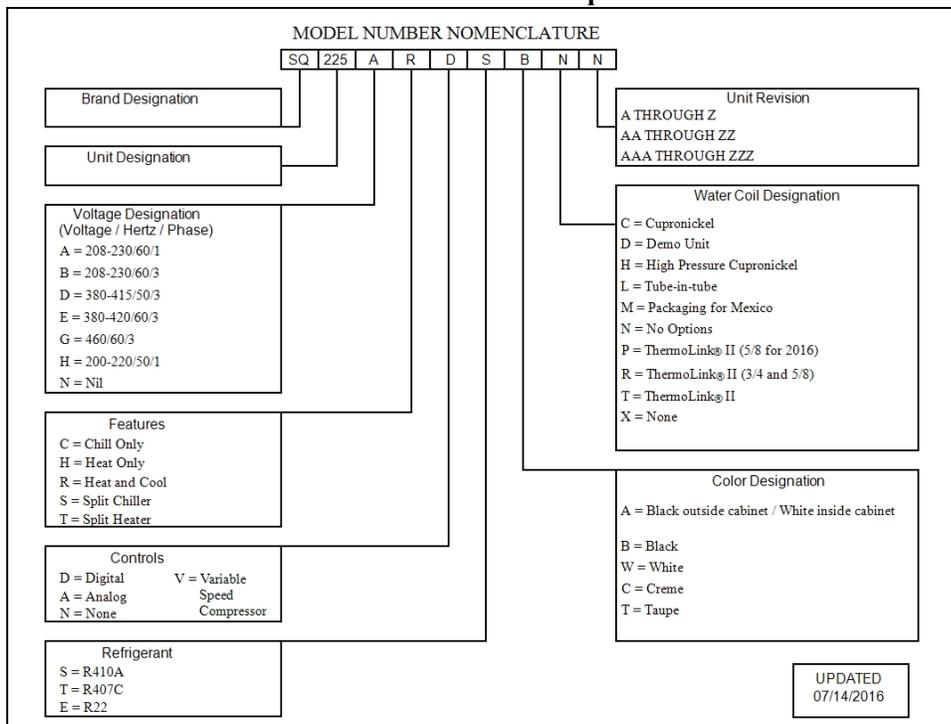 MODEL NUMBER NOMENCLATURE
SQ 225 A R D S B N N
Brand Designation
Unit Designation
Voltage Designation
(Voltage / Hertz / Phase)
A = 208-230/60/1
B = 208-230/60/3
D = 380-415/50/3
E = 380-420/60/3
G = 460/60/3
H = 200-220/50/1
N = Nil
Features
C = Chill Only
H = Heat Only
R = Heat and Cool
S = Split Chiller
T = Split Heater
Controls
D = Digital
A = Analog
N = None
V = Variable
Speed
Compressor
Refrigerant
S = R410A
T = R407C
E = R22
Unit Revision
A THROUGH Z
AA THROUGH ZZ
AAA THROUGH ZZZ
Water Coil Designation
C = Cupronickel
D = Demo Unit
H = High Pressure Cupronickel
L = Tube-in-tube
M = Packaging for Mexico
N = No Options
P = ThermoLink® II (5/8 for 2016)
R = ThermoLink® II (3/4 and 5/8)
T = ThermoLink® II
X = None
Color Designation
A = Black outside cabinet / White inside cabinet
B = Black
W = White
C = Creme
T = Taupe
UPDATED
07/14/2016